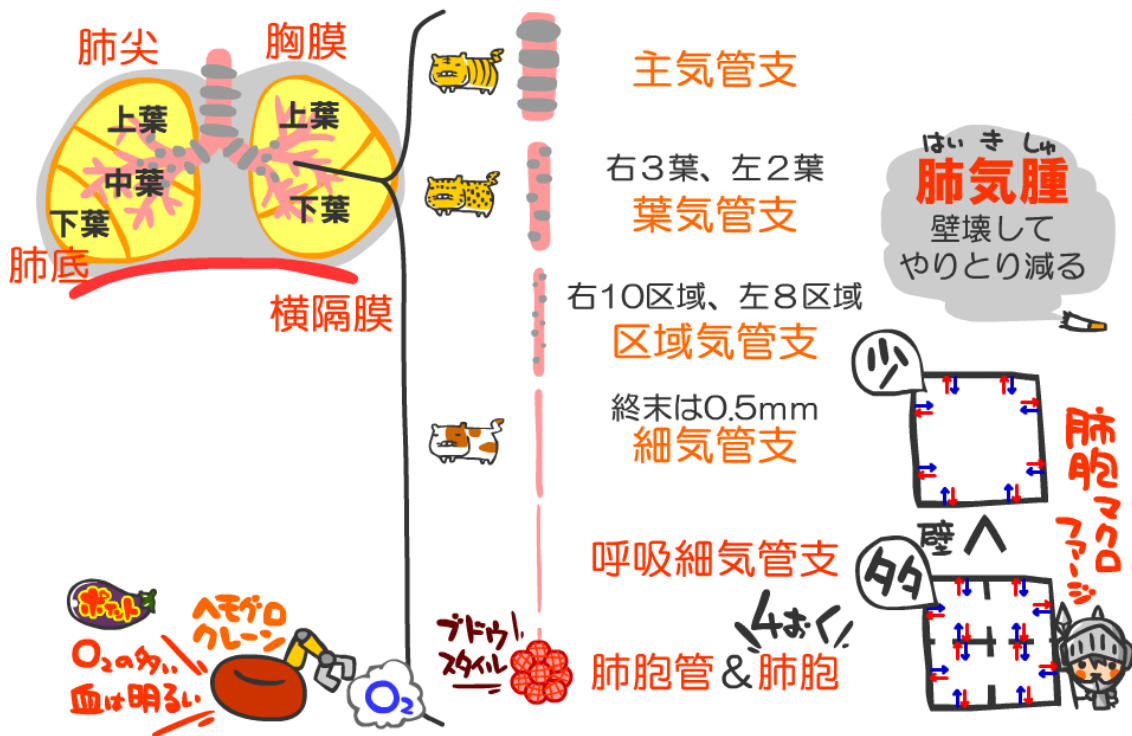 肺尖
胸膜
上葉
中葉
下葉
上葉
下葉
肺底
横隔膜
主気管支
右3葉、左2葉
葉気管支
右10区域、左8区域
区域気管支
終末は0.5mm
細気管支
呼吸細気管支
4おく
肺胞管&肺胞
ブドウ
スタイル
ポケット
ヘモグロ
クレーン
O₂の多い
血は明るい
O₂
はい き しゅ
肺気腫
壁壊して
やりとり減る
少
壁へ
多
肺胞マクロ
ファージ